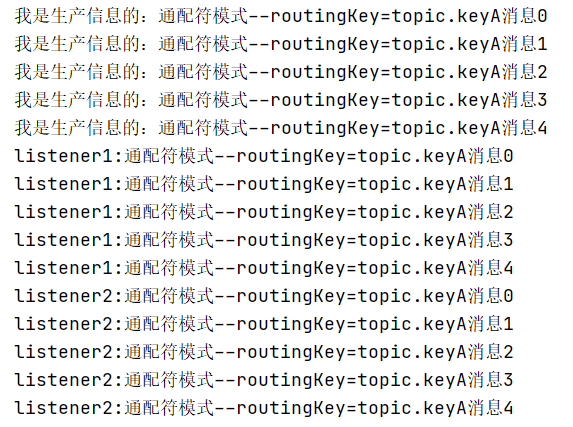 我是生产信息的：通配符模式--routingKey=topic.keyA消息0
我是生产信息的：通配符模式--routingKey=topic.keyA消息1
我是生产信息的：通配符模式--routingKey=topic.keyA消息2
我是生产信息的：通配符模式--routingKey=topic.keyA消息3
我是生产信息的：通配符模式--routingKey=topic.keyA消息4
listener1:通配符模式--routingKey=topic.keyA消息0
listener1:通配符模式--routingKey=topic.keyA消息1
listener1:通配符模式--routingKey=topic.keyA消息2
listener1:通配符模式--routingKey=topic.keyA消息3
listener1:通配符模式--routingKey=topic.keyA消息4
listener2:通配符模式--routingKey=topic.keyA消息0
listener2:通配符模式--routingKey=topic.keyA消息1
listener2:通配符模式--routingKey=topic.keyA消息2
listener2:通配符模式--routingKey=topic.keyA消息3
listener2:通配符模式--routingKey=topic.keyA消息4